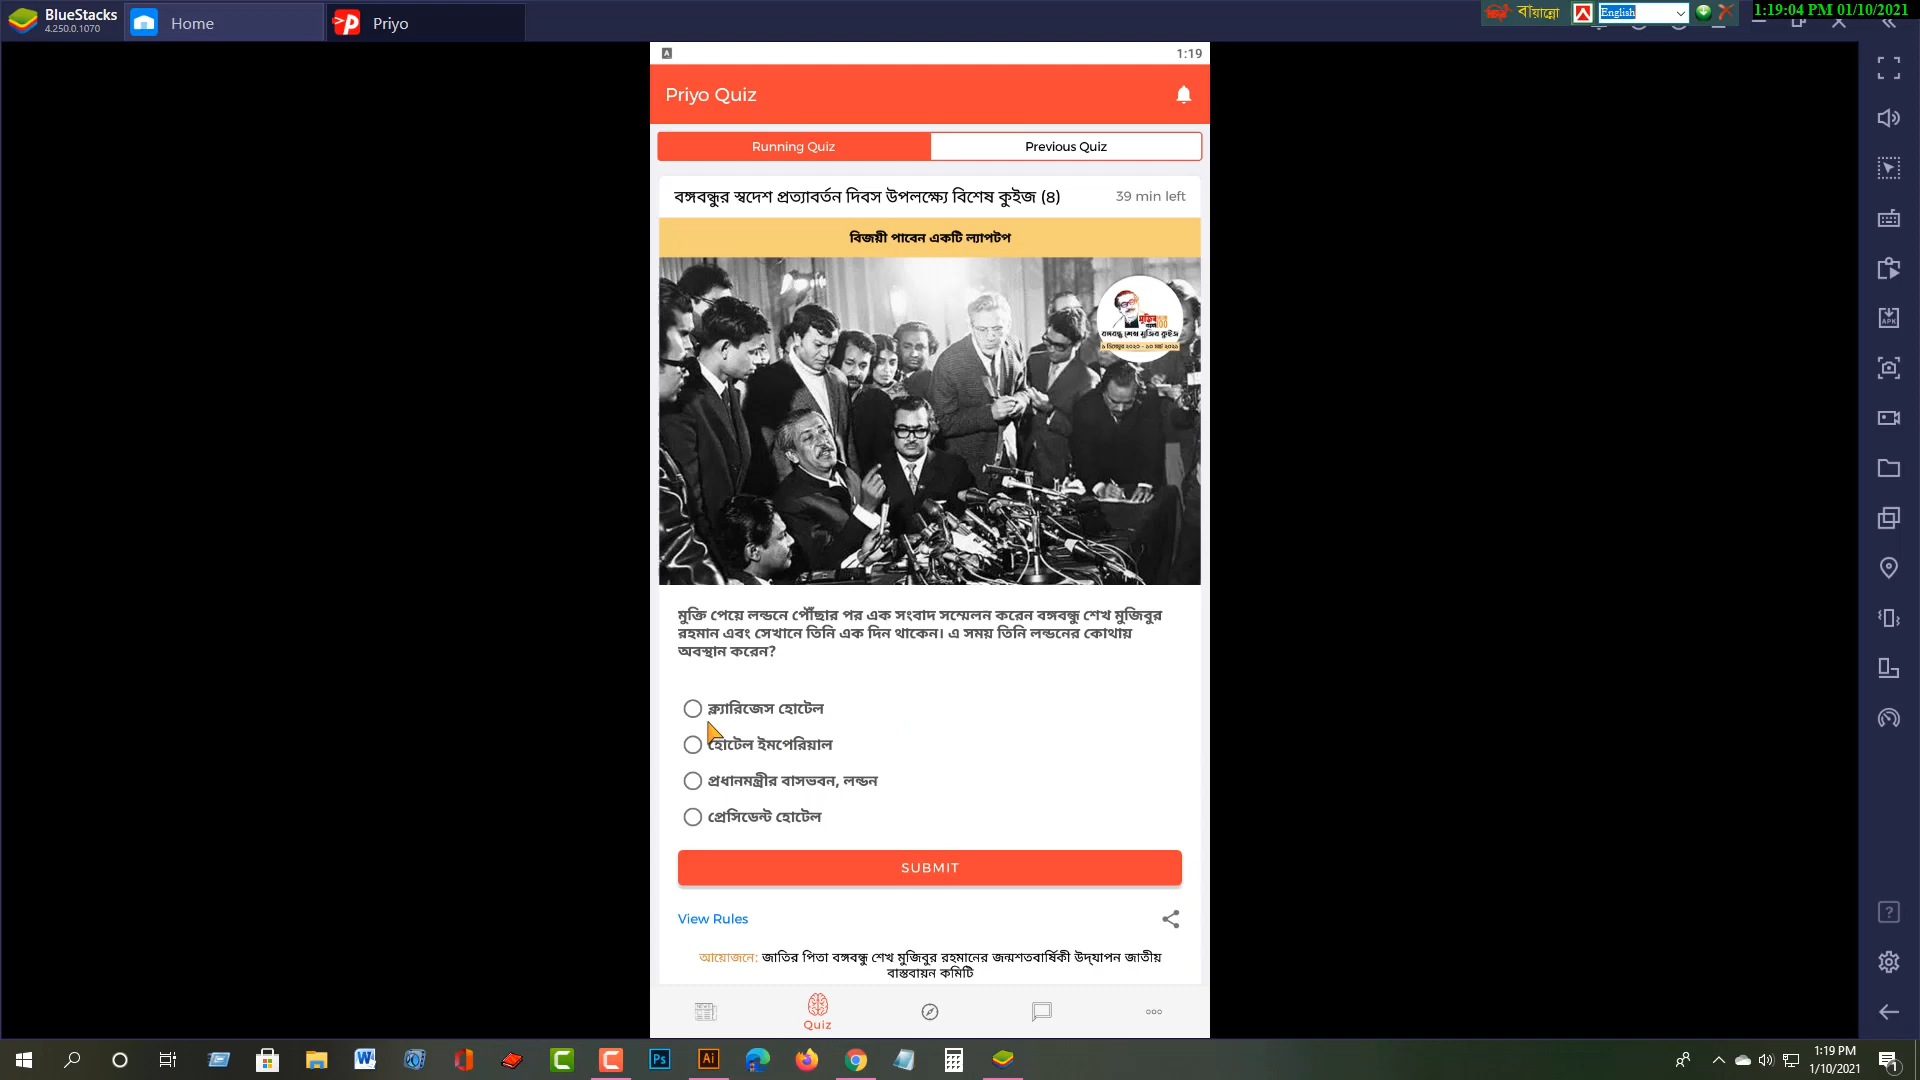 BlueStacks
4.250.0.1070
Home
Priyo
বায়ান্নো
English
1:19:04 PM 01/10/2021
1:19
Priyo Quiz
Running Quiz
Previous Quiz
বঙ্গবন্ধুর স্বদেশ প্রত্যাবর্তন দিবস উপলক্ষ্যে বিশেষ কুইজ (৪)
39 min left
বিজয়ী পাবেন একটি ল্যাপটপ
বঙ্গবন্ধু শেখ মুজিব কুইজ
মুক্তি পেয়ে লন্ডনে পৌঁছার পর এক সংবাদ সম্মেলন করেন বঙ্গবন্ধু শেখ মুজিবুর
রহমান এবং সেখানে তিনি এক দিন থাকেন। এ সময় তিনি লন্ডনের কোথায়
অবস্থান করেন?
ক্ল্যারিজেস হোটেল
হোটেল ইমপেরিয়াল
প্রধানমন্ত্রীর বাসভবন, লন্ডন
প্রেসিডেন্ট হোটেল
SUBMIT
View Rules
আয়োজনে: জাতির পিতা বঙ্গবন্ধু শেখ মুজিবুর রহমানের জন্মশতবার্ষিকী উদ্‌যাপন জাতীয়
বাস্তবায়ন কমিটি
Quiz
1:19 PM
1/10/2021